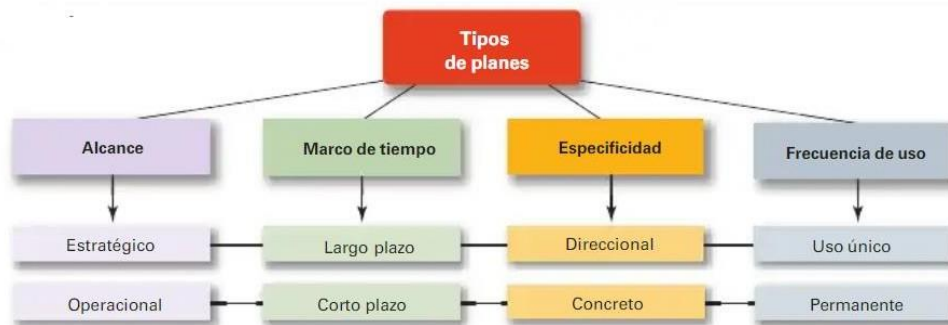 Tipos
de planes
Alcance
Marco de tiempo
Especificidad
Frecuencia de uso
Estratégico
Largo plazo
Direccional
Uso único
Operacional
Corto plazo
Concreto
Permanente